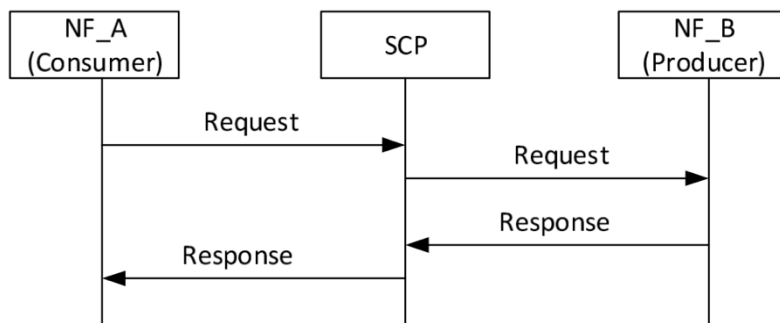 NF_A
(Consumer)
SCP
NF_B
(Producer)
Request
Request
Response
Response